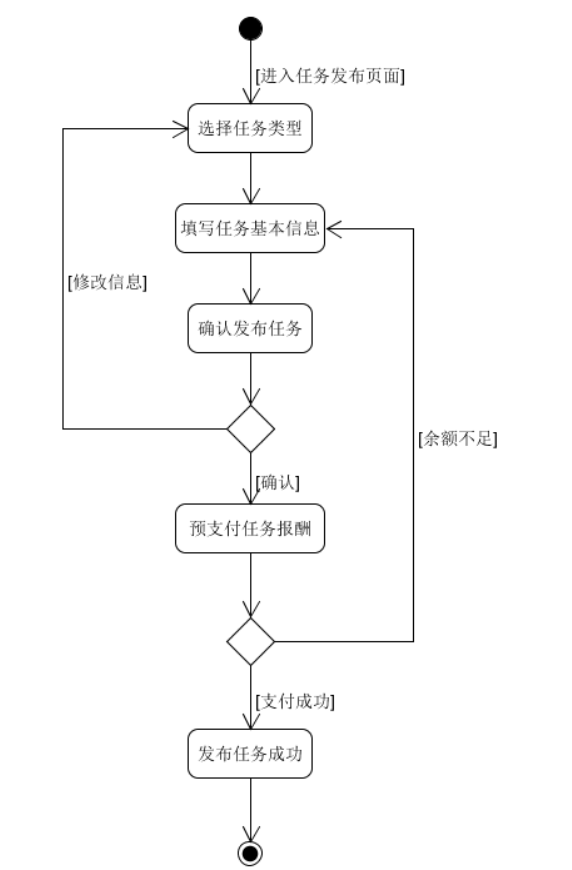 [进入任务发布页面]
选择任务类型
填写任务基本信息
[修改信息]
确认发布任务
[余额不足]
[确认]
预支付任务报酬
[支付成功]
发布任务成功